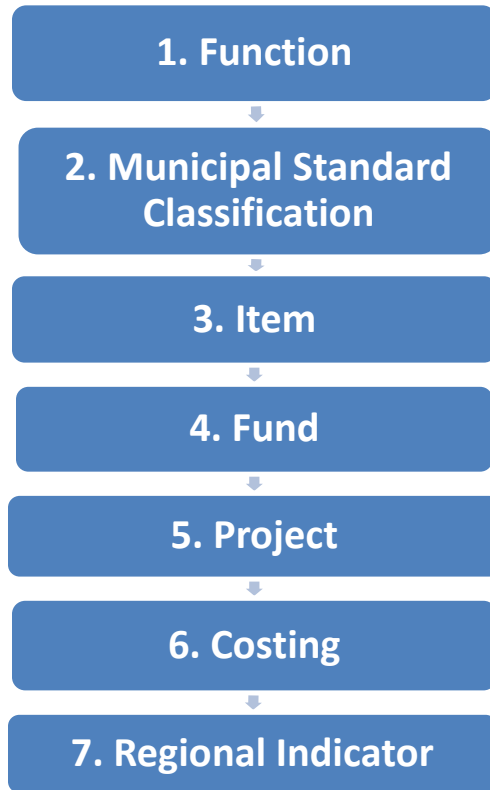 1. Function
2. Municipal Standard
Classification
3. Item
4. Fund
5. Project
6. Costing
7. Regional Indicator